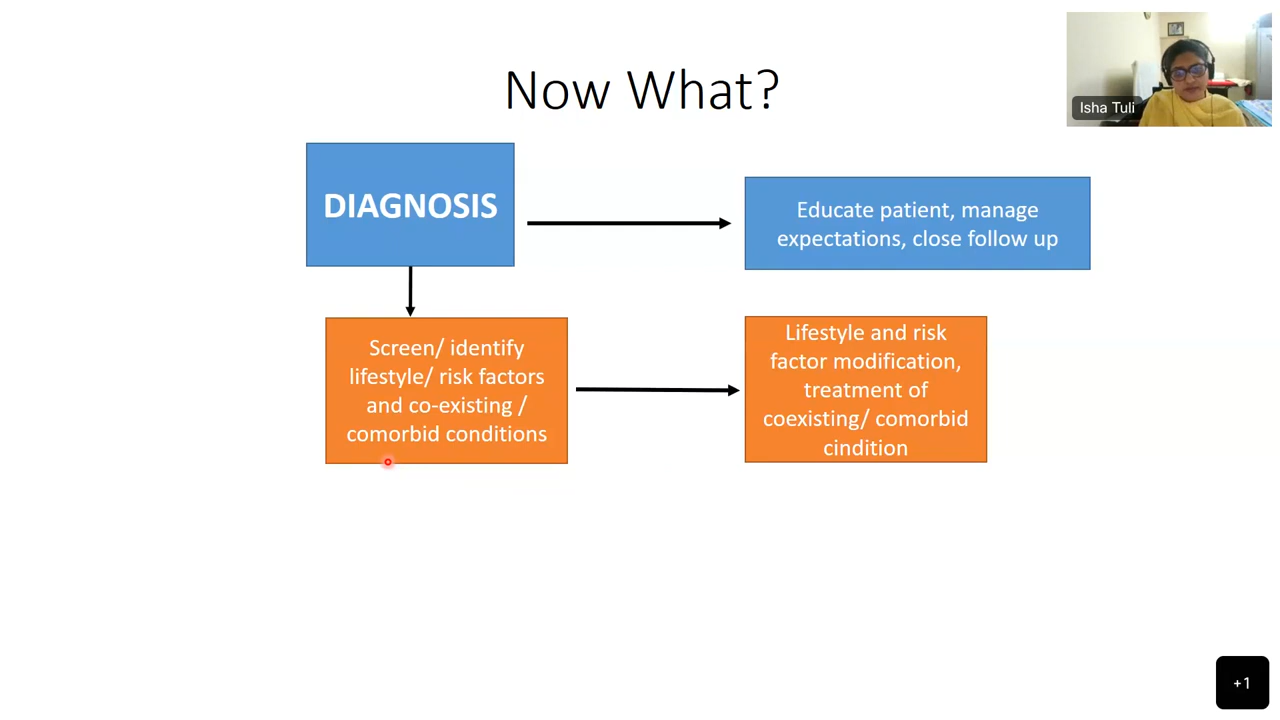 Now What?
Isha Tuli
DIAGNOSIS
Educate patient, manage
expectations, close follow up
Screen/ identify
lifestyle/ risk factors
and co-existing /
comorbid conditions
Lifestyle and risk
factor modification,
treatment of
coexisting/ comorbid
cindition
+1